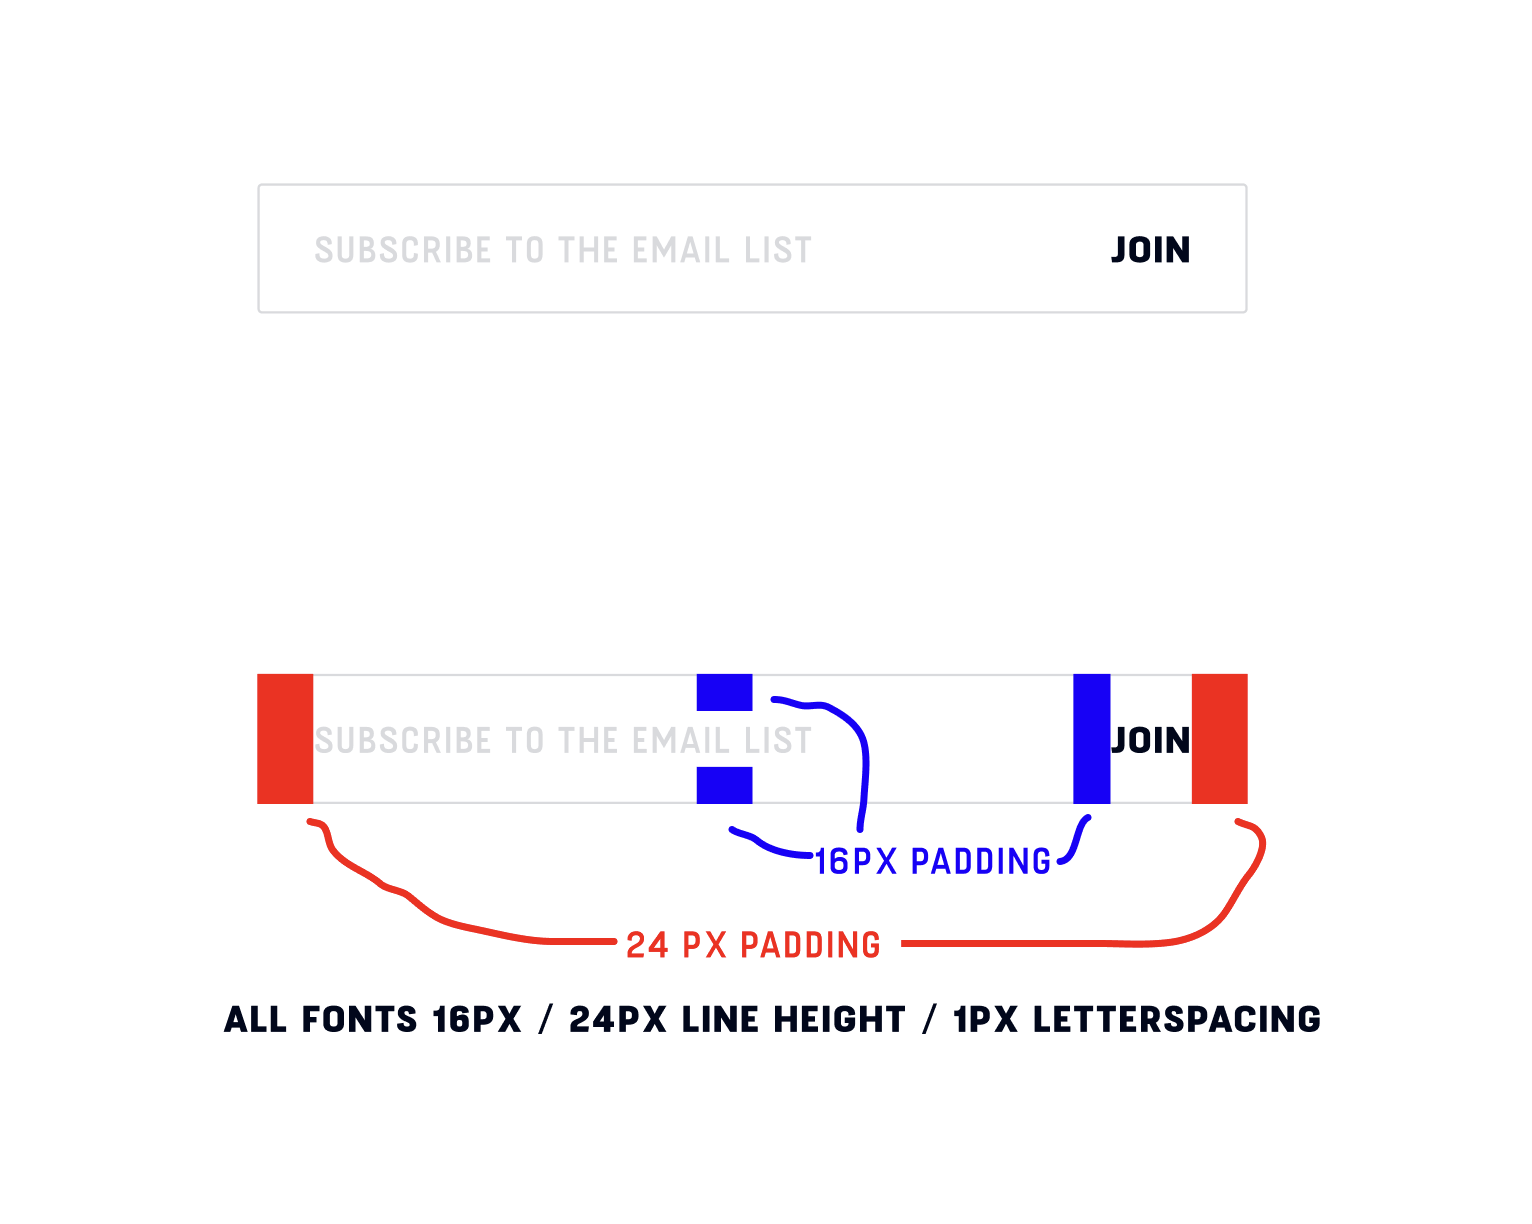 SUBSCRIBE TO THE EMAIL LIST JOIN
SUBSCRIBE TO THE EMAIL LIST JOIN
16PX PADDING
24 PX PADDING
ALL FONTS 16PX / 24PX LINE HEIGHT / 1PX LETTERSPACING